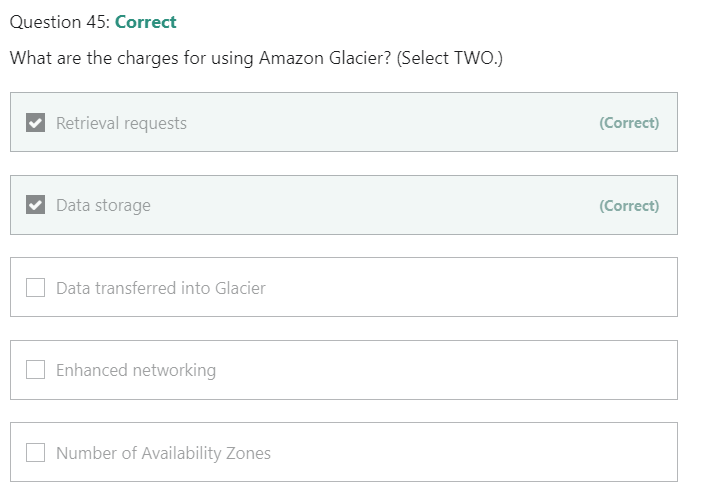 Question 45: Correct
What are the charges for using Amazon Glacier? (Select TWO.)
Retrieval requests (Correct)
Data storage (Correct)
Data transferred into Glacier
Enhanced networking
Number of Availability Zones